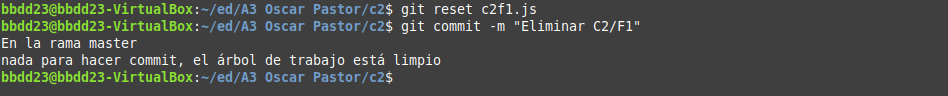 bbdd23@bbdd23-VirtualBox:~/ed/A3 Oscar Pastor/c2$ git reset c2f1.js
bbdd23@bbdd23-VirtualBox:~/ed/A3 Oscar Pastor/c2$ git commit -m "Eliminar C2/F1"
En la rama master
nada para hacer commit, el árbol de trabajo está limpio
bbdd23@bbdd23-VirtualBox:~/ed/A3 Oscar Pastor/c2$